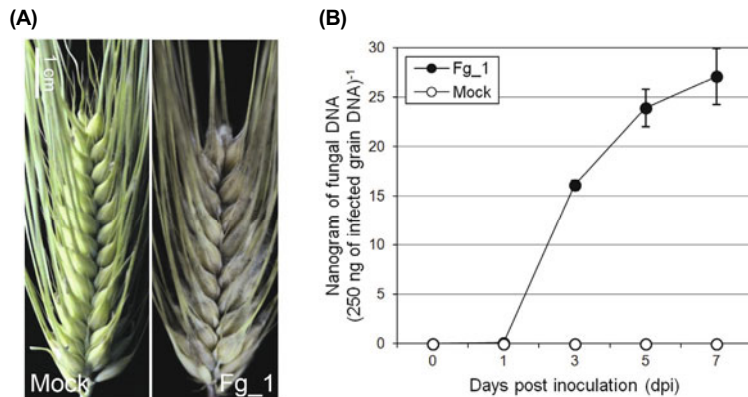 (A)
1 cm
Mock
Fg_1
(B)
Nanogram of fungal DNA
(250 ng of infected grain DNA)⁻¹
30
25
20
15
10
5
0
Fg_1
Mock
0 1 3 5 7
Days post inoculation (dpi)